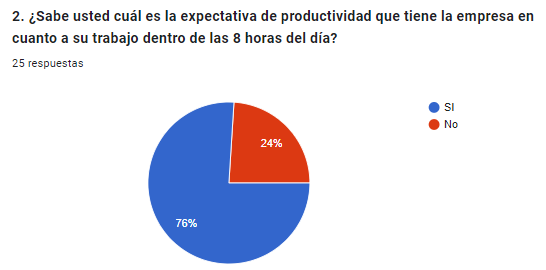 2. ¿Sabe usted cuál es la expectativa de productividad que tiene la empresa en
cuanto a su trabajo dentro de las 8 horas del día?
25 respuestas
SI
No
24%
76%